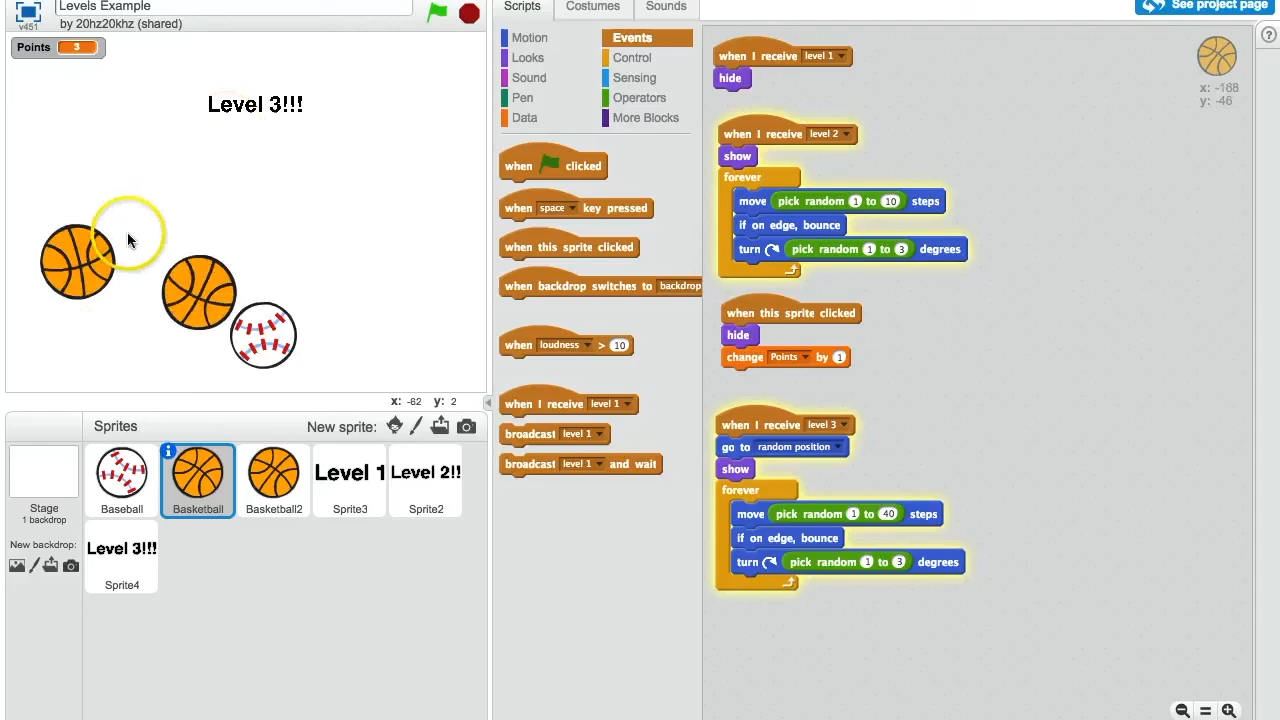 Levels Example
v451
by 20hz20khz (shared)
Points 3
Level 3!!!
x: -62 y: 2
Sprites
New sprite:
Stage
1 backdrop
New backdrop:
Baseball
Basketball
Basketball2
Level 1
Sprite3
Level 2!!
Sprite2
Level 3!!!
Sprite4
Scripts
Costumes
Sounds
Motion
Looks
Sound
Pen
Data
Events
Control
Sensing
Operators
More Blocks
when clicked
when space key pressed
when this sprite clicked
when backdrop switches to backdrop
when loudness > 10
when I receive level 1
broadcast level 1
broadcast level 1 and wait
See project page
?
x: -168
y: -46
when I receive level 1
hide
when I receive level 2
show
forever
move pick random 1 to 10 steps
if on edge, bounce
turn pick random 1 to 3 degrees
when this sprite clicked
hide
change Points by 1
when I receive level 3
go to random position
show
forever
move pick random 1 to 40 steps
if on edge, bounce
turn pick random 1 to 3 degrees